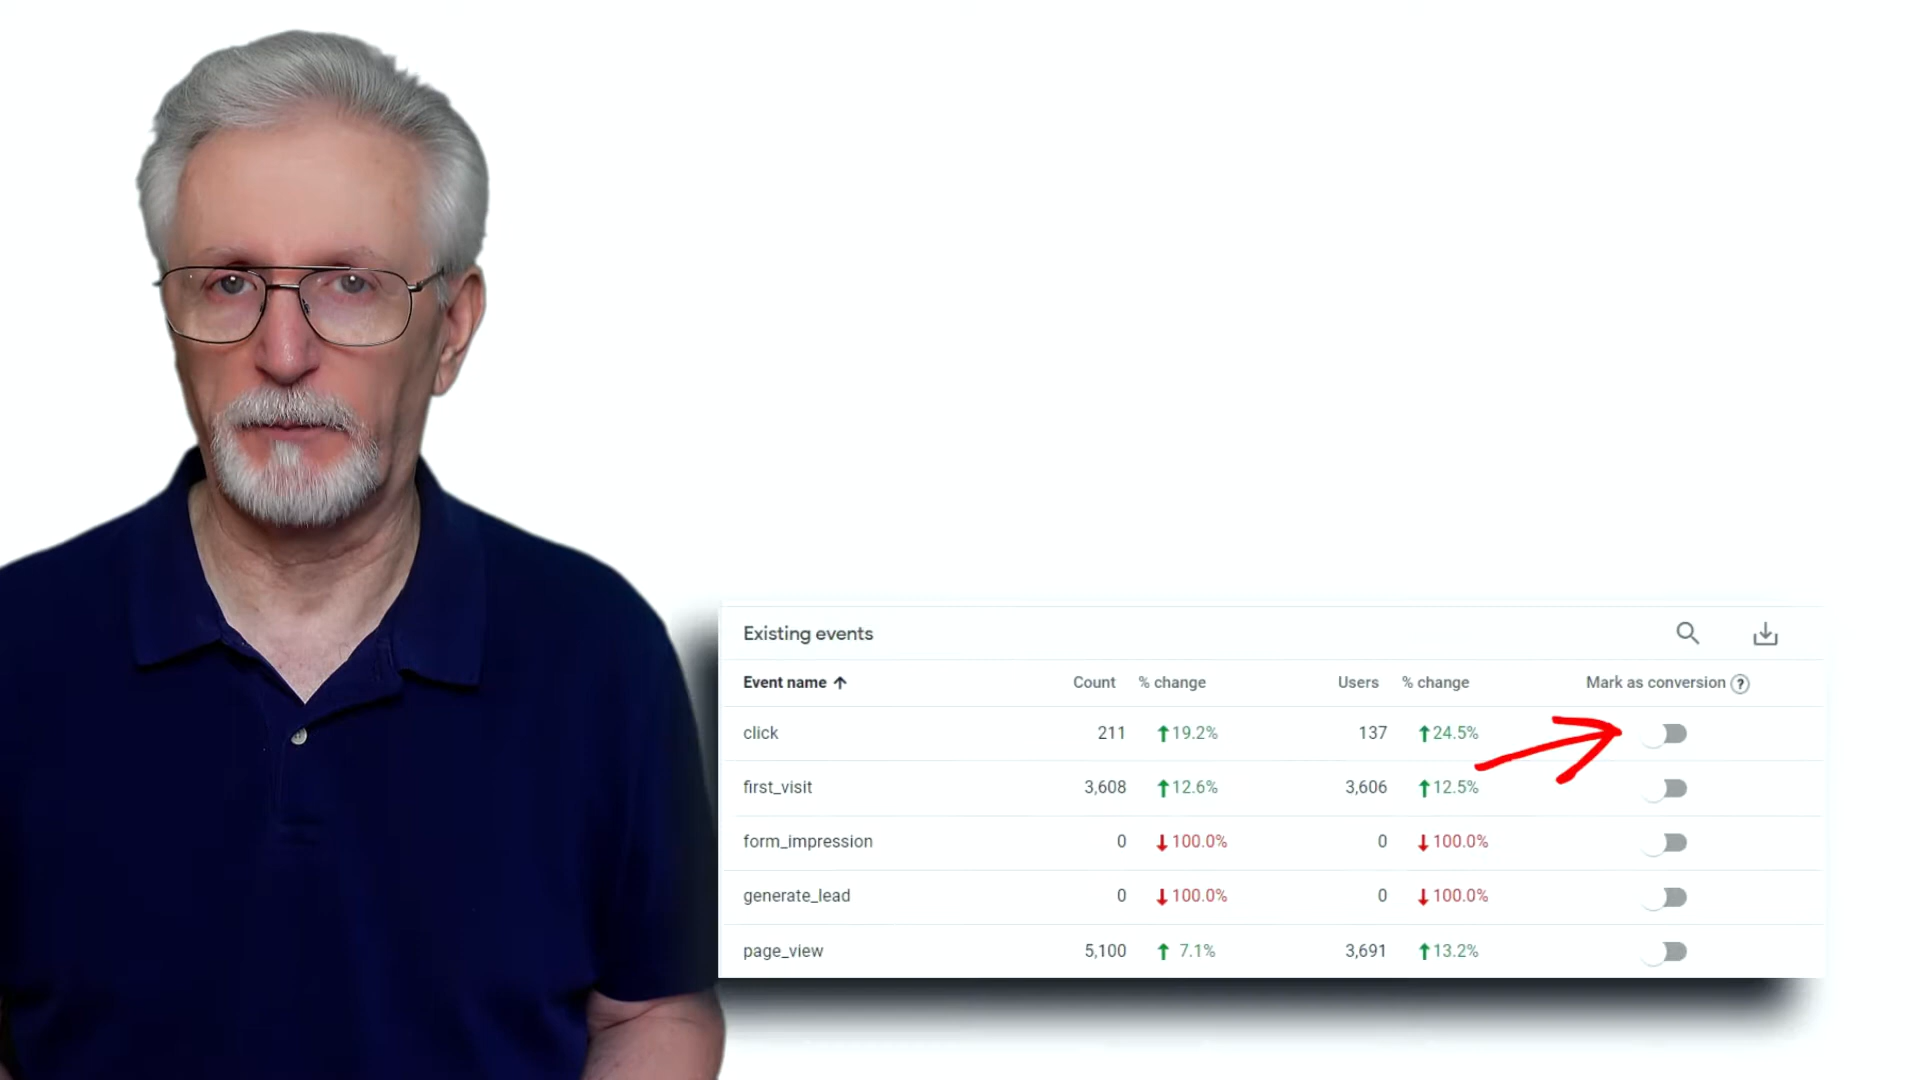 Existing events
Event name ↑ Count % change Users % change Mark as conversion ?
click 211 ↑19.2% 137 ↑24.5%
first_visit 3,608 ↑12.6% 3,606 ↑12.5%
form_impression 0 ↓100.0% 0 ↓100.0%
generate_lead 0 ↓100.0% 0 ↓100.0%
page_view 5,100 ↑ 7.1% 3,691 ↑13.2%